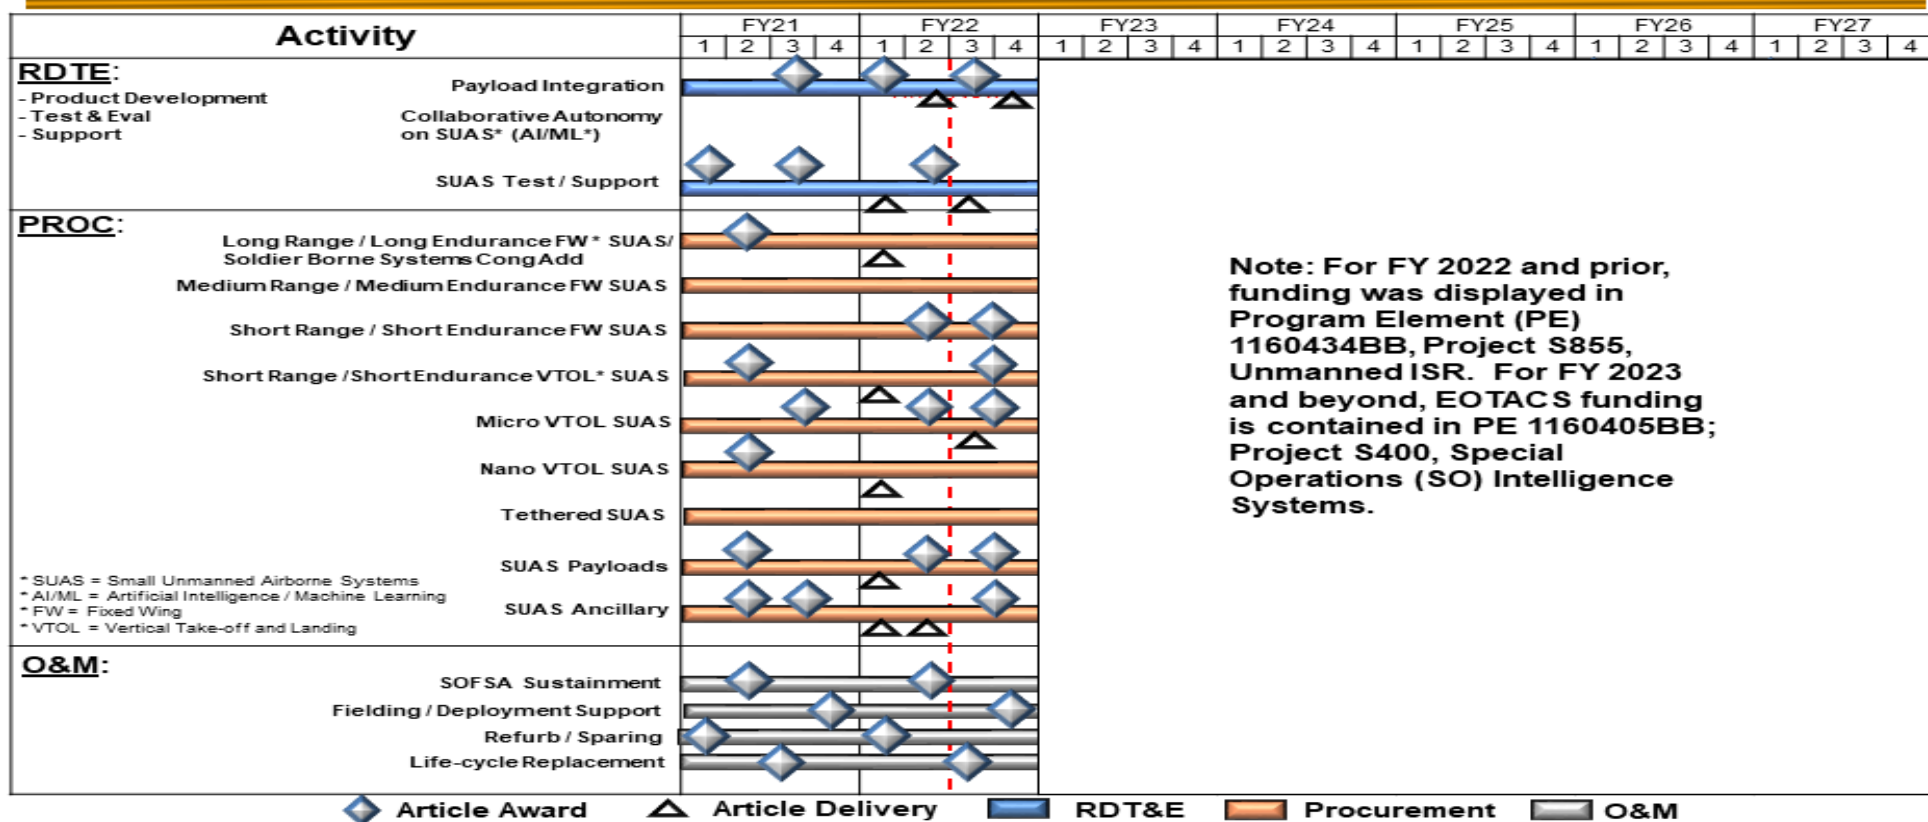 Activity
FY21 FY22 FY23 FY24 FY25 FY26 FY27
1 2 3 4 1 2 3 4 1 2 3 4 1 2 3 4 1 2 3 4 1 2 3 4 1 2 3 4
RDTE:
- Product Development
- Test & Eval
- Support
Payload Integration
Collaborative Autonomy
on SUAS* (AI/ML*)
SUAS Test / Support
PROC:
Long Range / Long Endurance FW* SUAS/
Soldier Borne Systems Cong Add
Medium Range / Medium Endurance FW SUAS
Short Range / Short Endurance FW SUAS
Short Range / Short Endurance VTOL* SUAS
Micro VTOL SUAS
Nano VTOL SUAS
Tethered SUAS
SUAS Payloads
SUAS Ancillary
* SUAS = Small Unmanned Airborne Systems
* AI/ML = Artificial Intelligence / Machine Learning
* FW = Fixed Wing
* VTOL = Vertical Take-off and Landing
Note: For FY 2022 and prior,
funding was displayed in
Program Element (PE)
1160434BB, Project S855,
Unmanned ISR. For FY 2023
and beyond, EOTACS funding
is contained in PE 1160405BB;
Project S400, Special
Operations (SO) Intelligence
Systems.
O&M:
SOFSA Sustainment
Fielding / Deployment Support
Refurb / Sparing
Life-cycle Replacement
Article Award Article Delivery RDT&E Procurement O&M